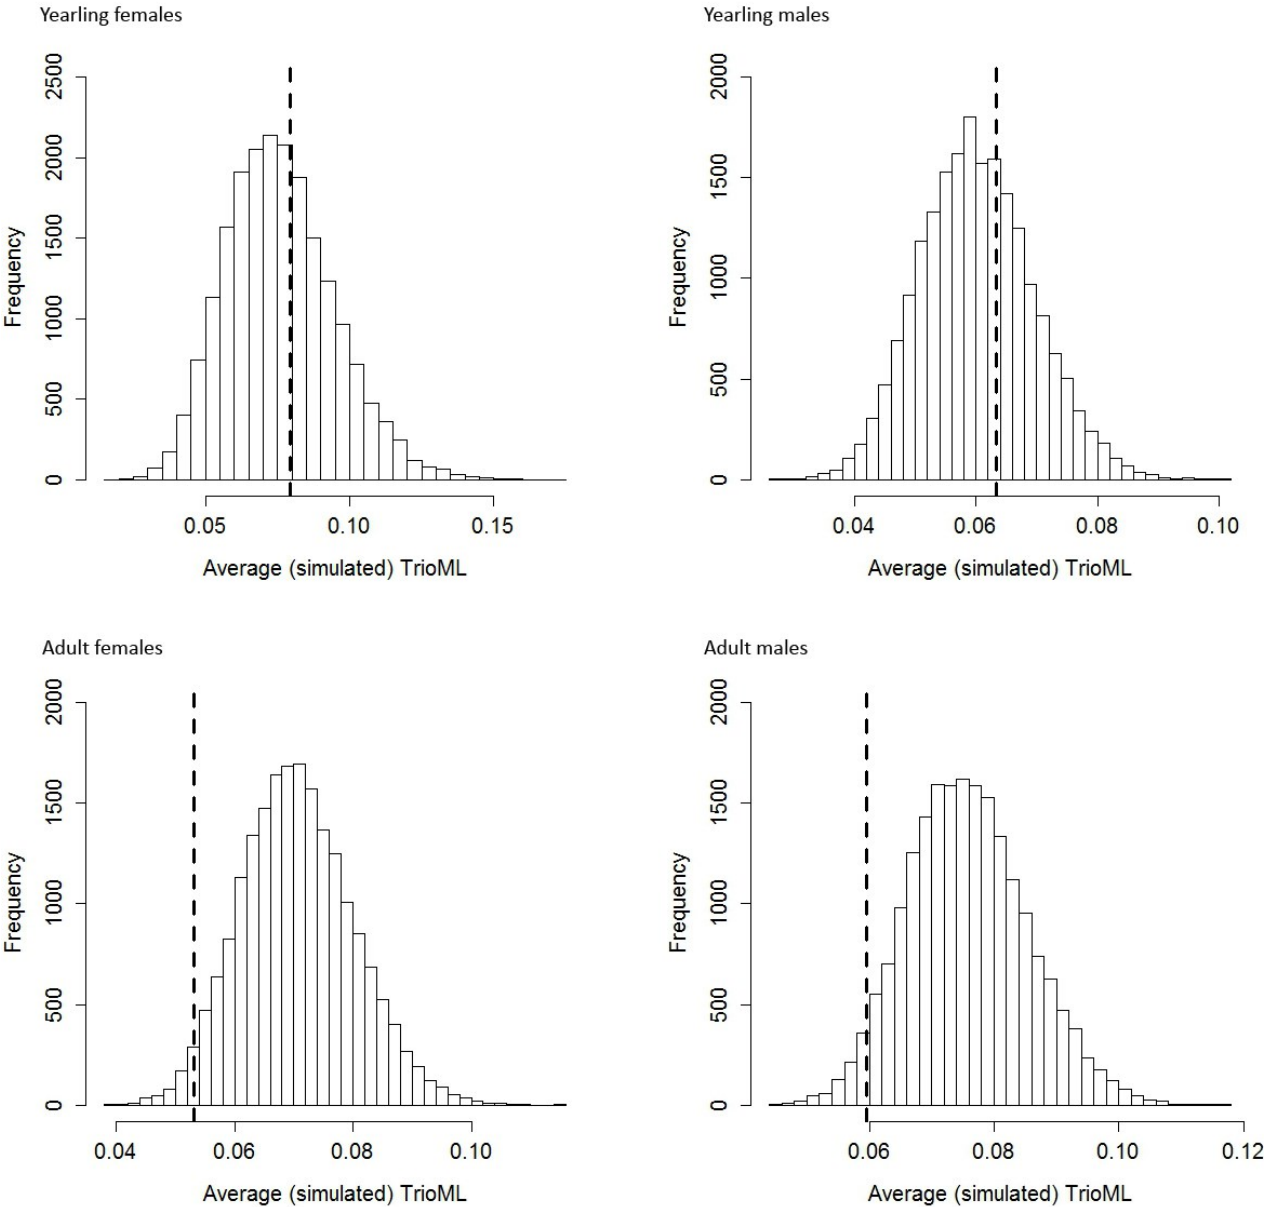 Yearling females
2500
2000
1500
1000
500
0
Frequency
0.05 0.10 0.15
Average (simulated) TrioML
Yearling males
2000
1500
1000
500
0
Frequency
0.04 0.06 0.08 0.10
Average (simulated) TrioML
Adult females
2000
1500
1000
500
0
Frequency
0.04 0.06 0.08 0.10
Average (simulated) TrioML
Adult males
2000
1500
1000
500
0
Frequency
0.06 0.08 0.10 0.12
Average (simulated) TrioML